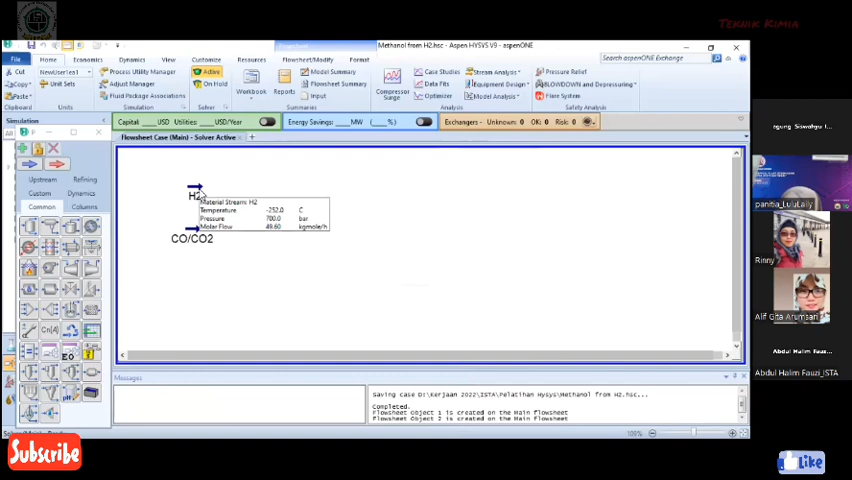 TEKNIK KIMIA
Methanol from H2.hsc - Aspen HYSYS V9 - aspenONE
File
Home
Economics
Dynamics
View
Customize
Resources
Flowsheet/Modify
Format
Search aspenONE Exchange
Cut
Copy
Paste
Clipboard
NewUser1ea1
Unit Sets
Units
Process Utility Manager
Adjust Manager
Fluid Package Associations
Simulation
Active
On Hold
Solver
Workbook
Reports
Model Summary
Flowsheet Summary
Input
Summaries
Compressor
Surge
Case Studies
Data Fits
Optimizer
Stream Analysis
Equipment Design
Model Analysis
Analysis
Pressure Relief
BLOWDOWN and Depressuring
Flare System
Safety Analysis
Capital: USD Utilities: USD/Year
Energy Savings: MW ( %)
Exchangers - Unknown: 0 OK: 0 Risk: 0
Simulation
Flowsheet Case (Main) - Solver Active
Upstream
Refining
Custom
Dynamics
Common
Columns
H2
Material Stream: H2
Temperature -252.0 C
Pressure 700.0 bar
Molar Flow 49.60 kgmole/h
CO/CO2
EO
Messages
Saving case D:\Kerjaan 2022\ISTA\Pelatihan Hysys\Methanol from H2.hsc...
Completed.
Flowsheet Object 1 is created on the Main Flowsheet
Flowsheet Object 2 is created on the Main Flowsheet
109%
panitia_LuluLaily
Rinny
Alif Gita Arumsari
Abdul Halim Fauzi_ISTA
Abdul Halim Fauzi_ISTA
Subscribe
Like